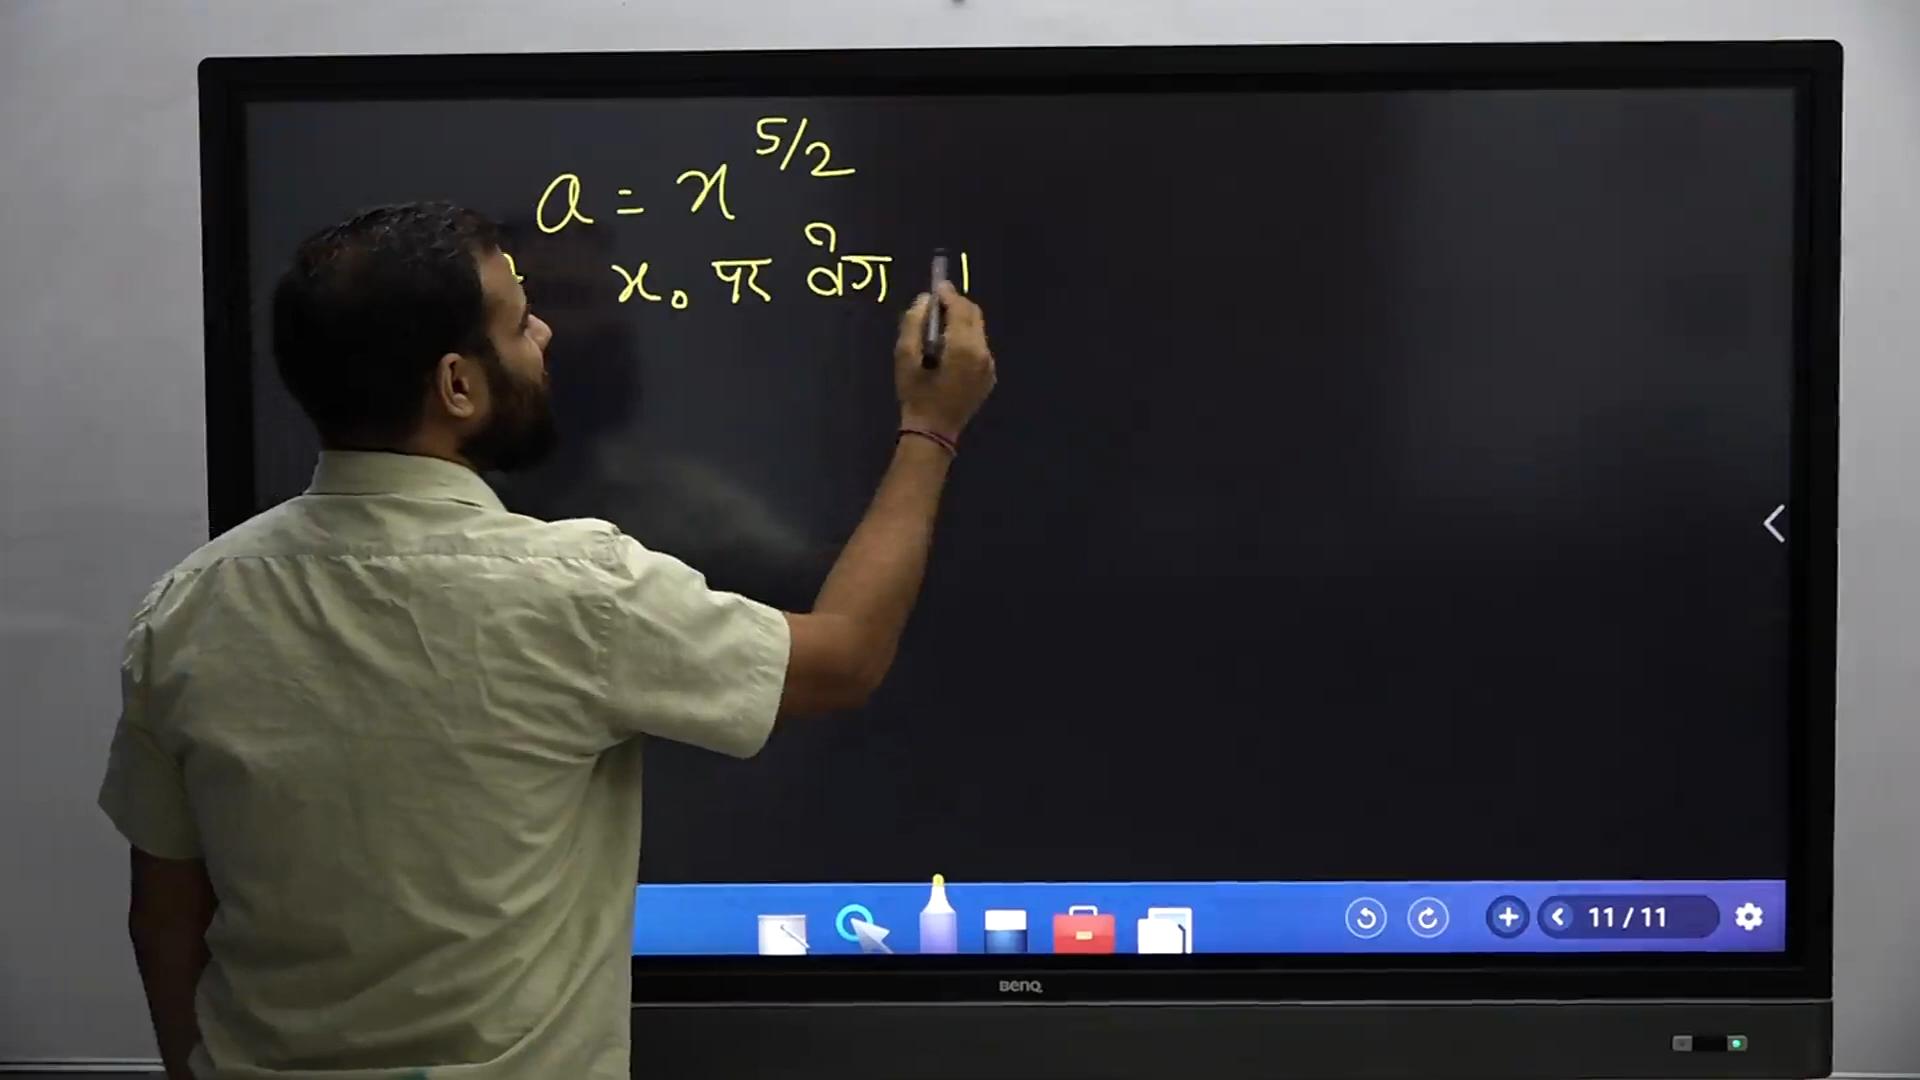 a = x^5/2
x₀ पर वेग
11 / 11
BenQ